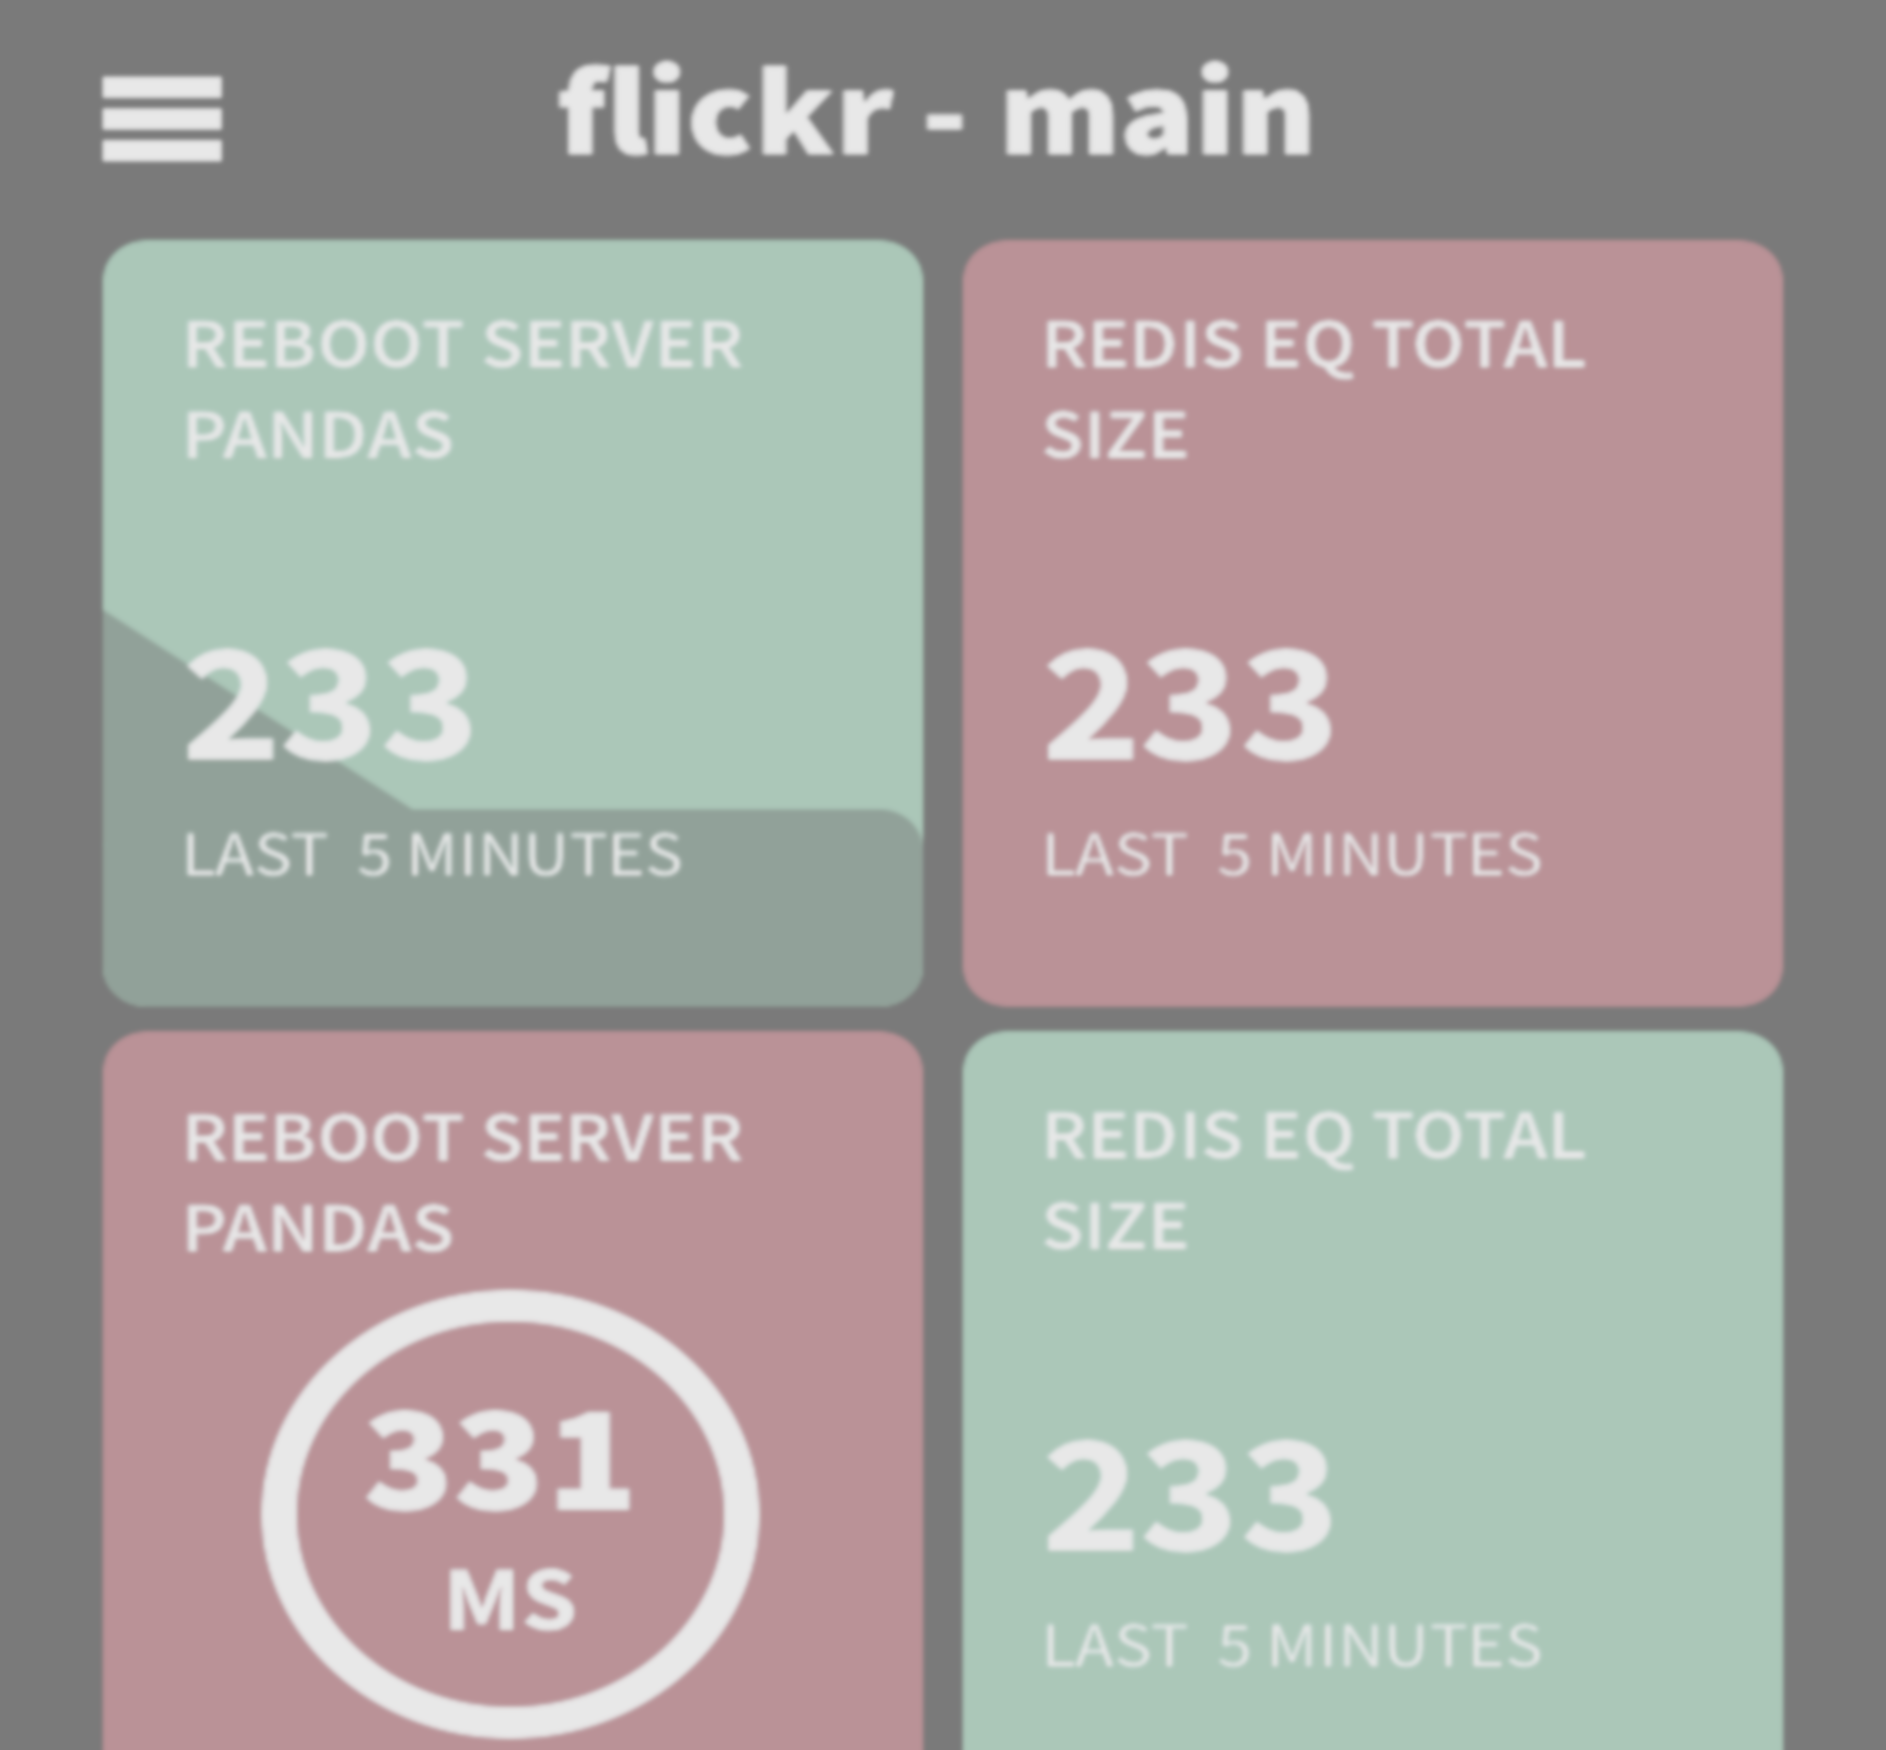 flickr - main
REBOOT SERVER
PANDAS
233
LAST 5 MINUTES
REDIS EQ TOTAL
SIZE
233
LAST 5 MINUTES
REBOOT SERVER
PANDAS
331
MS
REDIS EQ TOTAL
SIZE
233
LAST 5 MINUTES